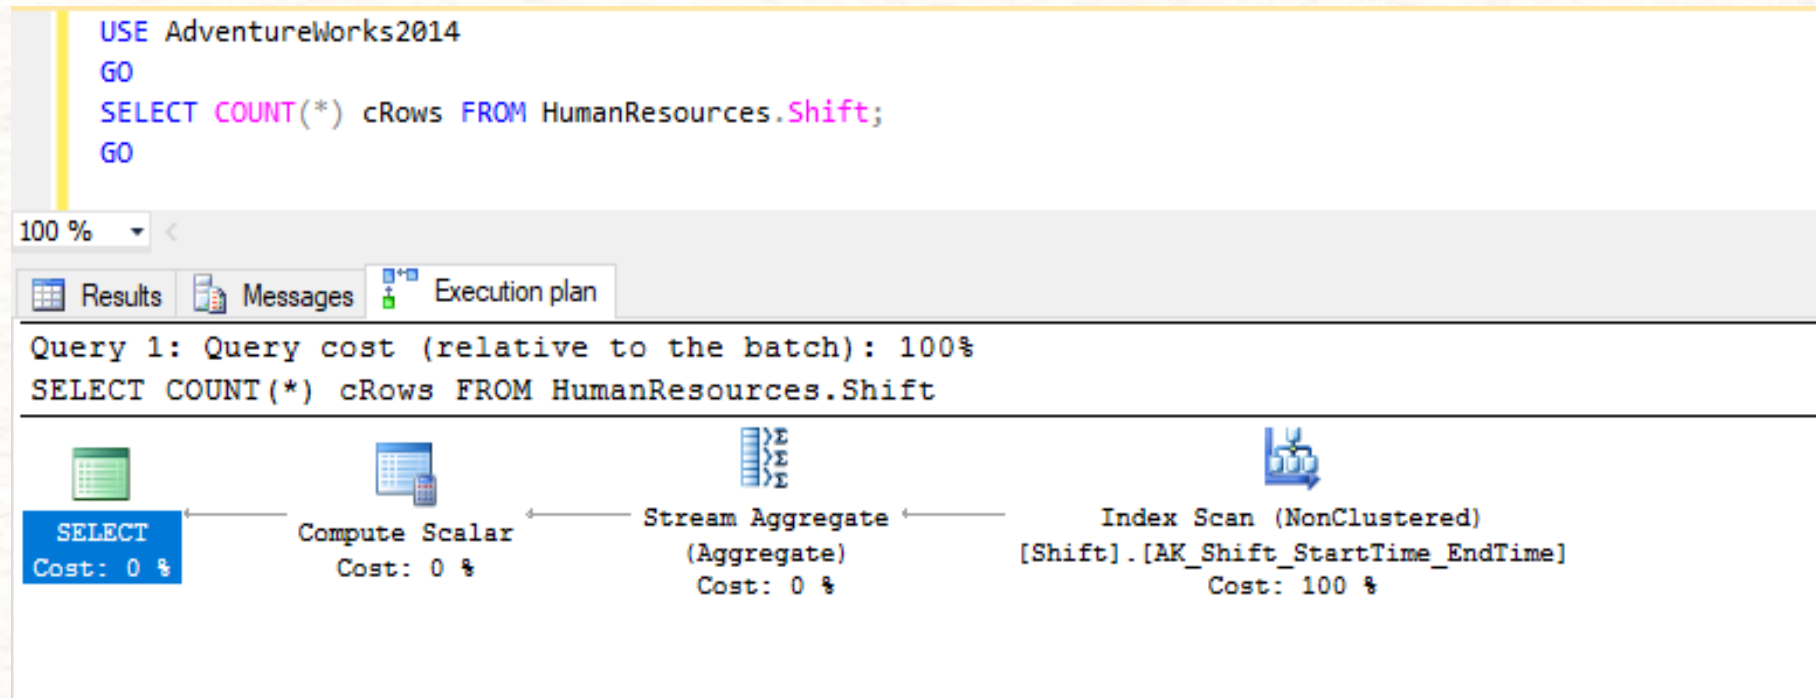 USE AdventureWorks2014
GO
SELECT COUNT(*) cRows FROM HumanResources.Shift;
GO
100 %
Results Messages Execution plan
Query 1: Query cost (relative to the batch): 100%
SELECT COUNT(*) cRows FROM HumanResources.Shift
SELECT
Cost: 0 %
Compute Scalar
Cost: 0 %
Stream Aggregate
(Aggregate)
Cost: 0 %
Index Scan (NonClustered)
[Shift].[AK_Shift_StartTime_EndTime]
Cost: 100 %